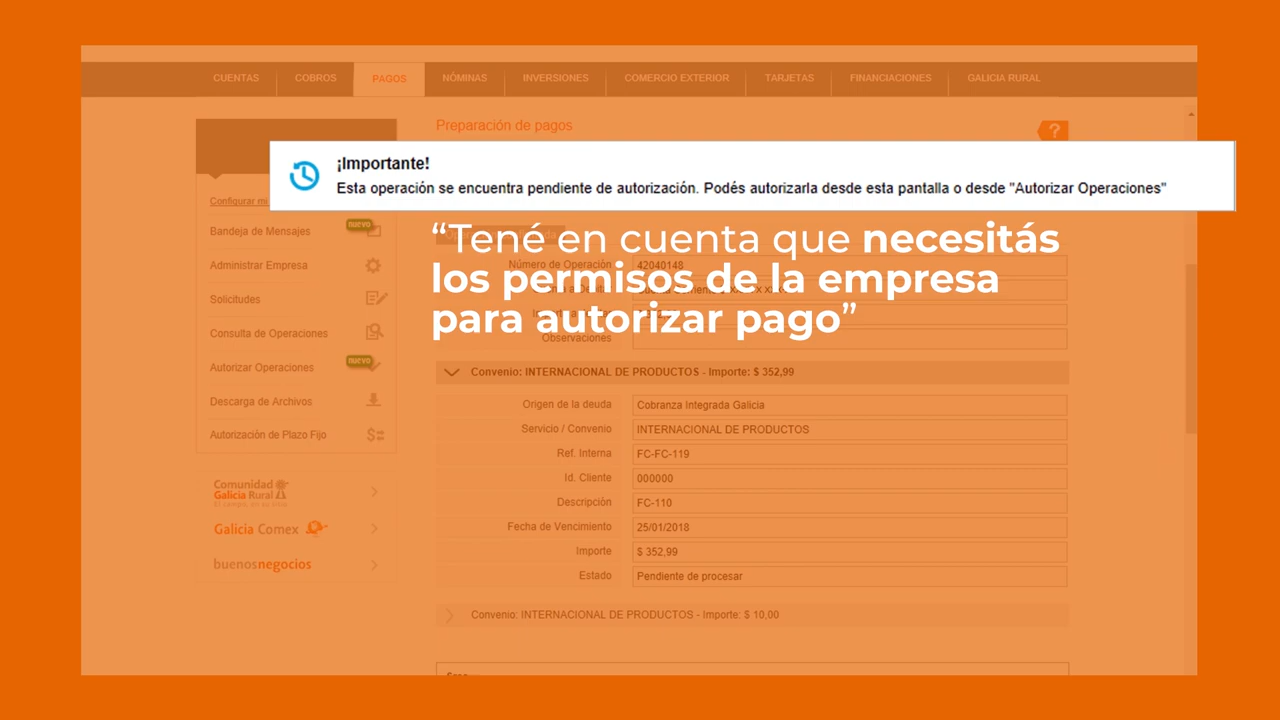 CUENTAS COBROS PAGOS NÓMINAS INVERSIONES COMERCIO EXTERIOR TARJETAS FINANCIACIONES GALICIA RURAL
Preparación de pagos
?
¡Importante!
Esta operación se encuentra pendiente de autorización. Podés autorizarla desde esta pantalla o desde "Autorizar Operaciones"
Configurar mi
Bandeja de Mensajes nuevo
Administrar Empresa
Solicitudes
Consulta de Operaciones
Autorizar Operaciones nuevo
Descarga de Archivos
Autorización de Plazo Fijo
Comunidad
Galicia Rural
Galicia Comex
buenosnegocios
“Tené en cuenta que necesitás
los permisos de la empresa
para autorizar pago”
Número de Operación 42040148
Observaciones
Convenio: INTERNACIONAL DE PRODUCTOS - Importe: $ 352,99
Origen de la deuda Cobranza Integrada Galicia
Servicio / Convenio INTERNACIONAL DE PRODUCTOS
Ref. Interna FC-FC-119
Id. Cliente 000000
Descripción FC-110
Fecha de Vencimiento 25/01/2018
Importe $ 352,99
Estado Pendiente de procesar
Convenio: INTERNACIONAL DE PRODUCTOS - Importe: $ 10,00